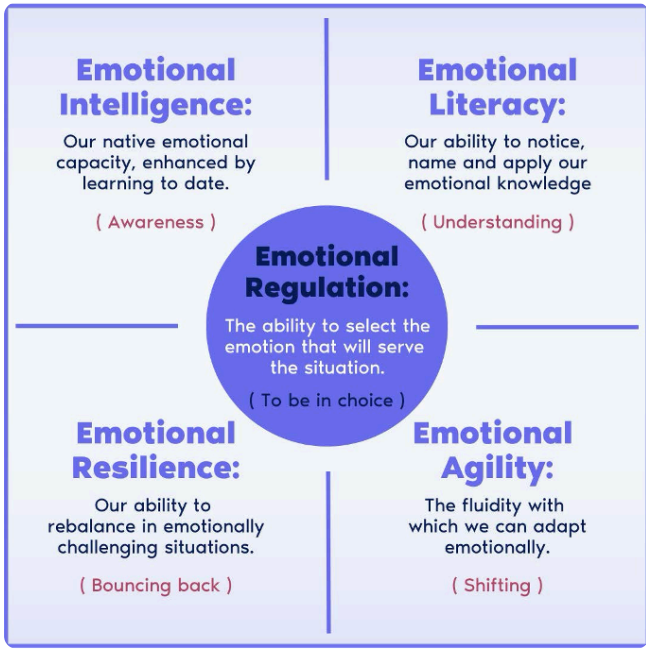 Emotional
Intelligence:
Our native emotional
capacity, enhanced by
learning to date.
( Awareness )
Emotional
Literacy:
Our ability to notice,
name and apply our
emotional knowledge
( Understanding )
Emotional
Regulation:
The ability to select the
emotion that will serve
the situation.
( To be in choice )
Emotional
Resilience:
Our ability to
rebalance in emotionally
challenging situations.
( Bouncing back )
Emotional
Agility:
The fluidity with
which we can adapt
emotionally.
( Shifting )